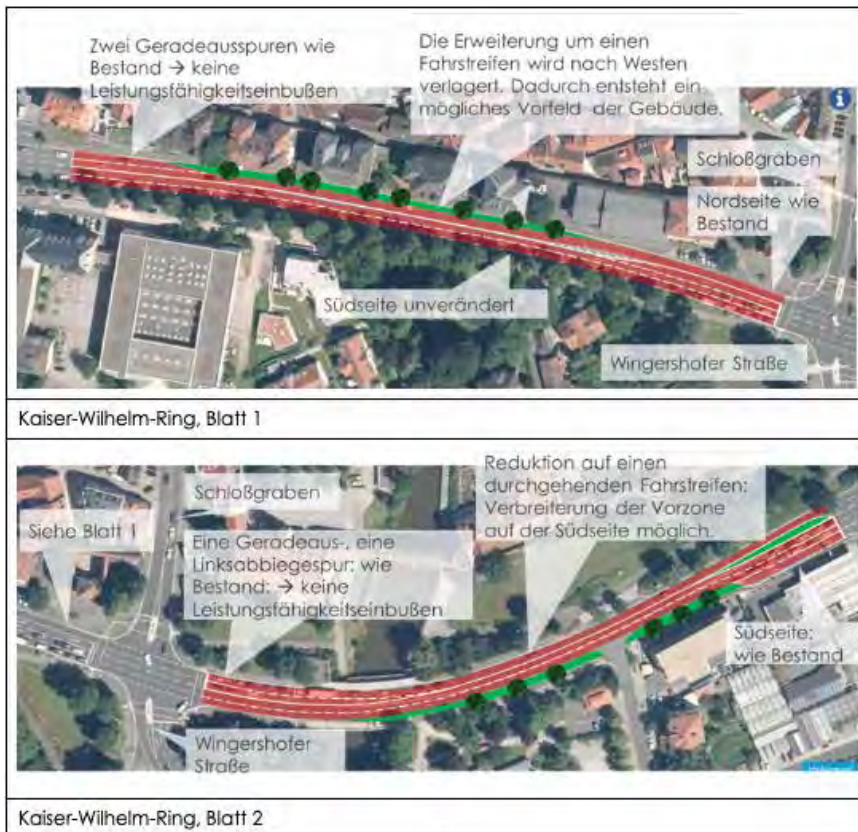 Zwei Geradeausspuren wie
Bestand → keine
Leistungsfähigkeitseinbußen
Die Erweiterung um einen
Fahrstreifen wird nach Westen
verlagert. Dadurch entsteht ein
mögliches Vorfeld der Gebäude.
i
Schloßgraben
Nordseite wie
Bestand
Südseite unverändert
Wingershofer Straße
Kaiser-Wilhelm-Ring, Blatt 1
Reduktion auf einen
durchgehenden Fahrstreifen:
Verbreiterung der Vorzone
auf der Südseite möglich.
Schloßgraben
Siehe Blatt 1
Eine Geradeaus-, eine
Linksabbiegespur: wie
Bestand: → keine
Leistungsfähigkeitseinbußen
Südseite:
wie Bestand
Wingershofer
Straße
Kaiser-Wilhelm-Ring, Blatt 2